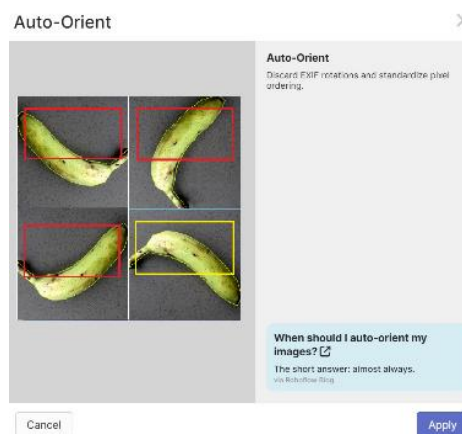 Auto-Orient
Auto-Orient
Discard EXIF rotations and standardize pixel
ordering.
When should I auto-orient my
images?
The short answer: almost always.
via Roboflow Blog
Cancel
Apply